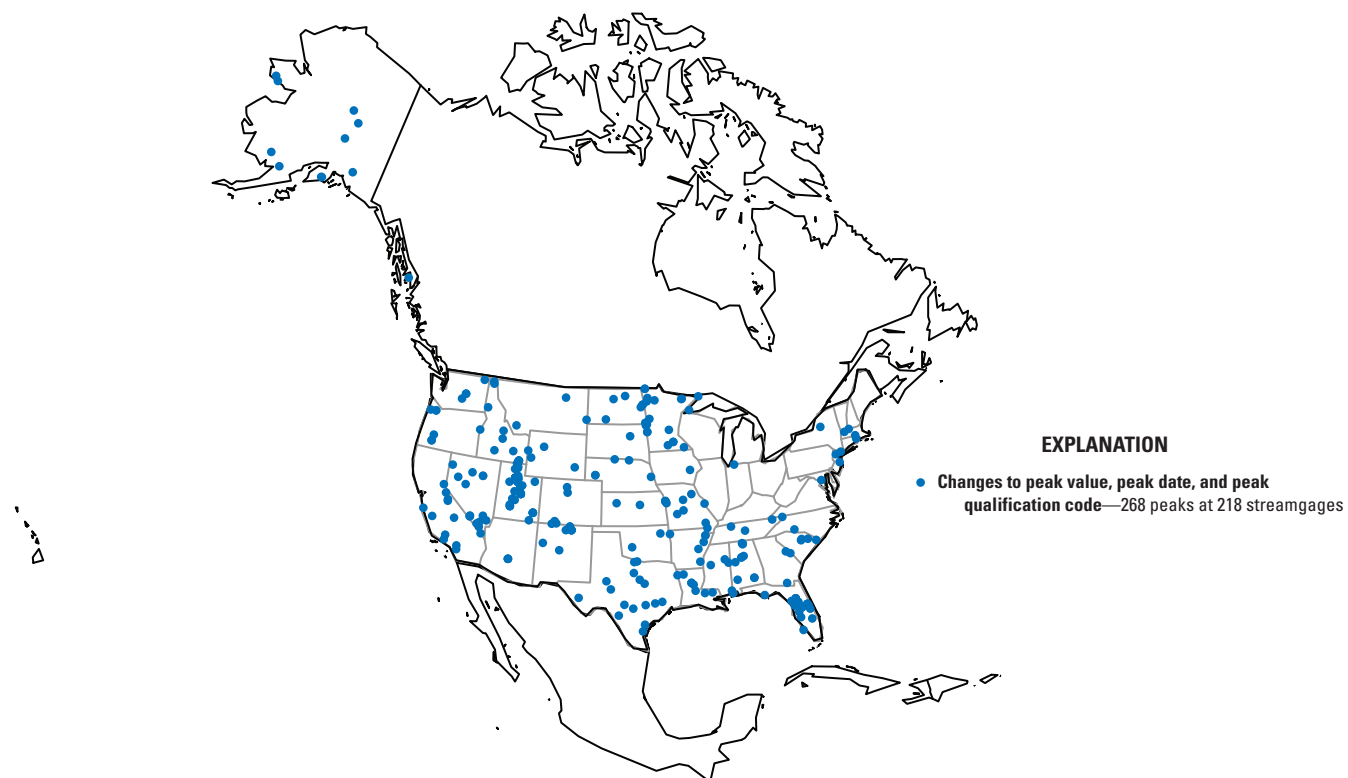 EXPLANATION
Changes to peak value, peak date, and peak
qualification code—268 peaks at 218 streamgages